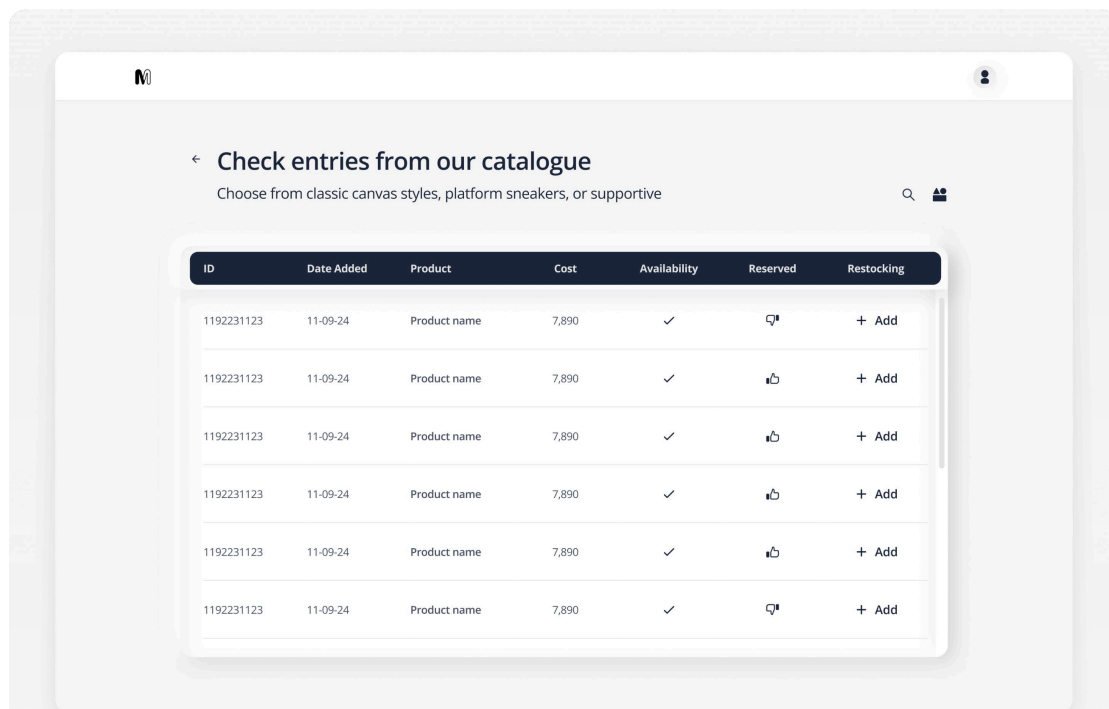 M
Check entries from our catalogue
Choose from classic canvas styles, platform sneakers, or supportive
ID Date Added Product Cost Availability Reserved Restocking
1192231123 11-09-24 Product name 7,890 + Add
1192231123 11-09-24 Product name 7,890 + Add
1192231123 11-09-24 Product name 7,890 + Add
1192231123 11-09-24 Product name 7,890 + Add
1192231123 11-09-24 Product name 7,890 + Add
1192231123 11-09-24 Product name 7,890 + Add